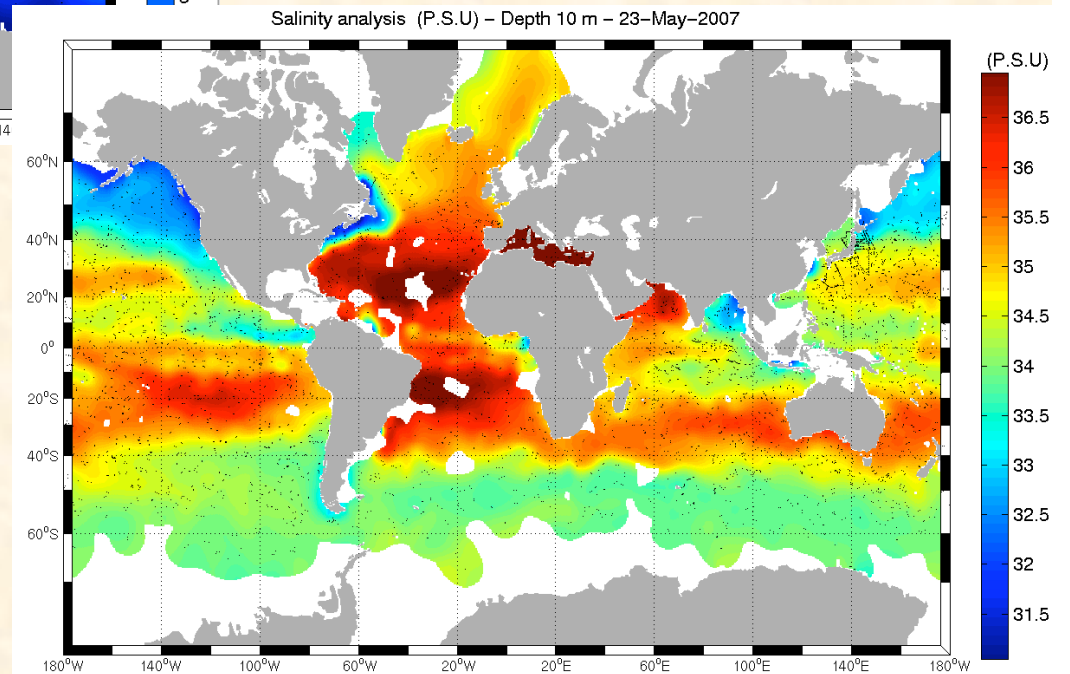 g
14
Salinity analysis (P.S.U) – Depth 10 m – 23–May–2007
(P.S.U)
36.5
36
35.5
35
34.5
34
33.5
33
32.5
32
31.5
60°N
40°N
20°N
0°
20°S
40°S
60°S
180°W 140°W 100°W 60°W 20°W 20°E 60°E 100°E 140°E 180°W